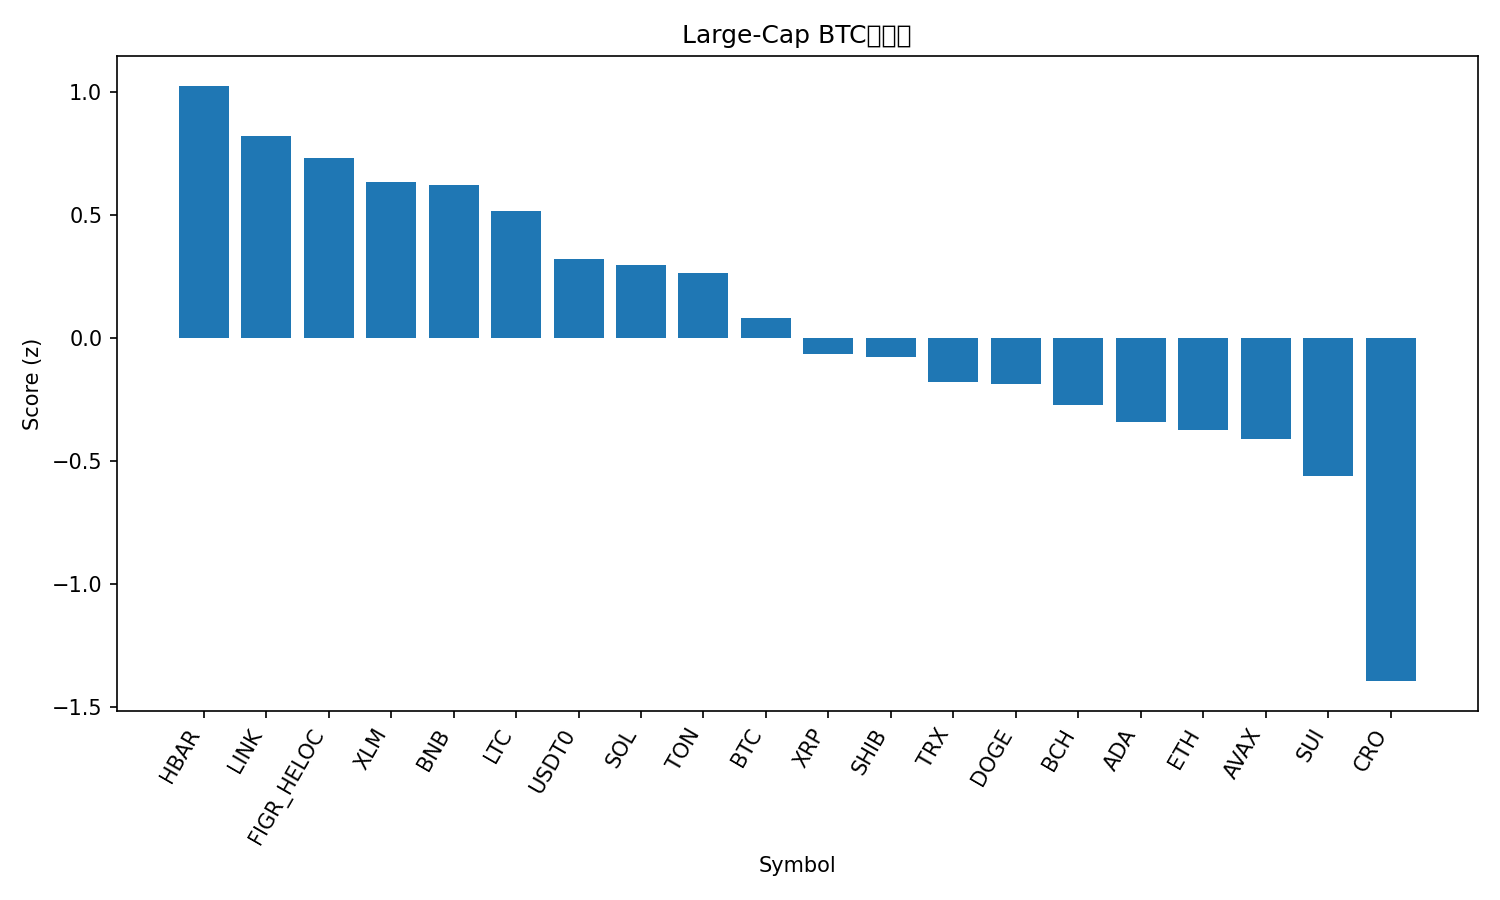 Large-Cap BTC
1.0
0.5
0.0
−0.5
−1.0
−1.5
Score (z)
HBAR
LINK
FIGR_HELOC
XLM
BNB
LTC
USDT0
SOL
TON
BTC
XRP
SHIB
TRX
DOGE
BCH
ADA
ETH
AVAX
SUI
CRO
Symbol